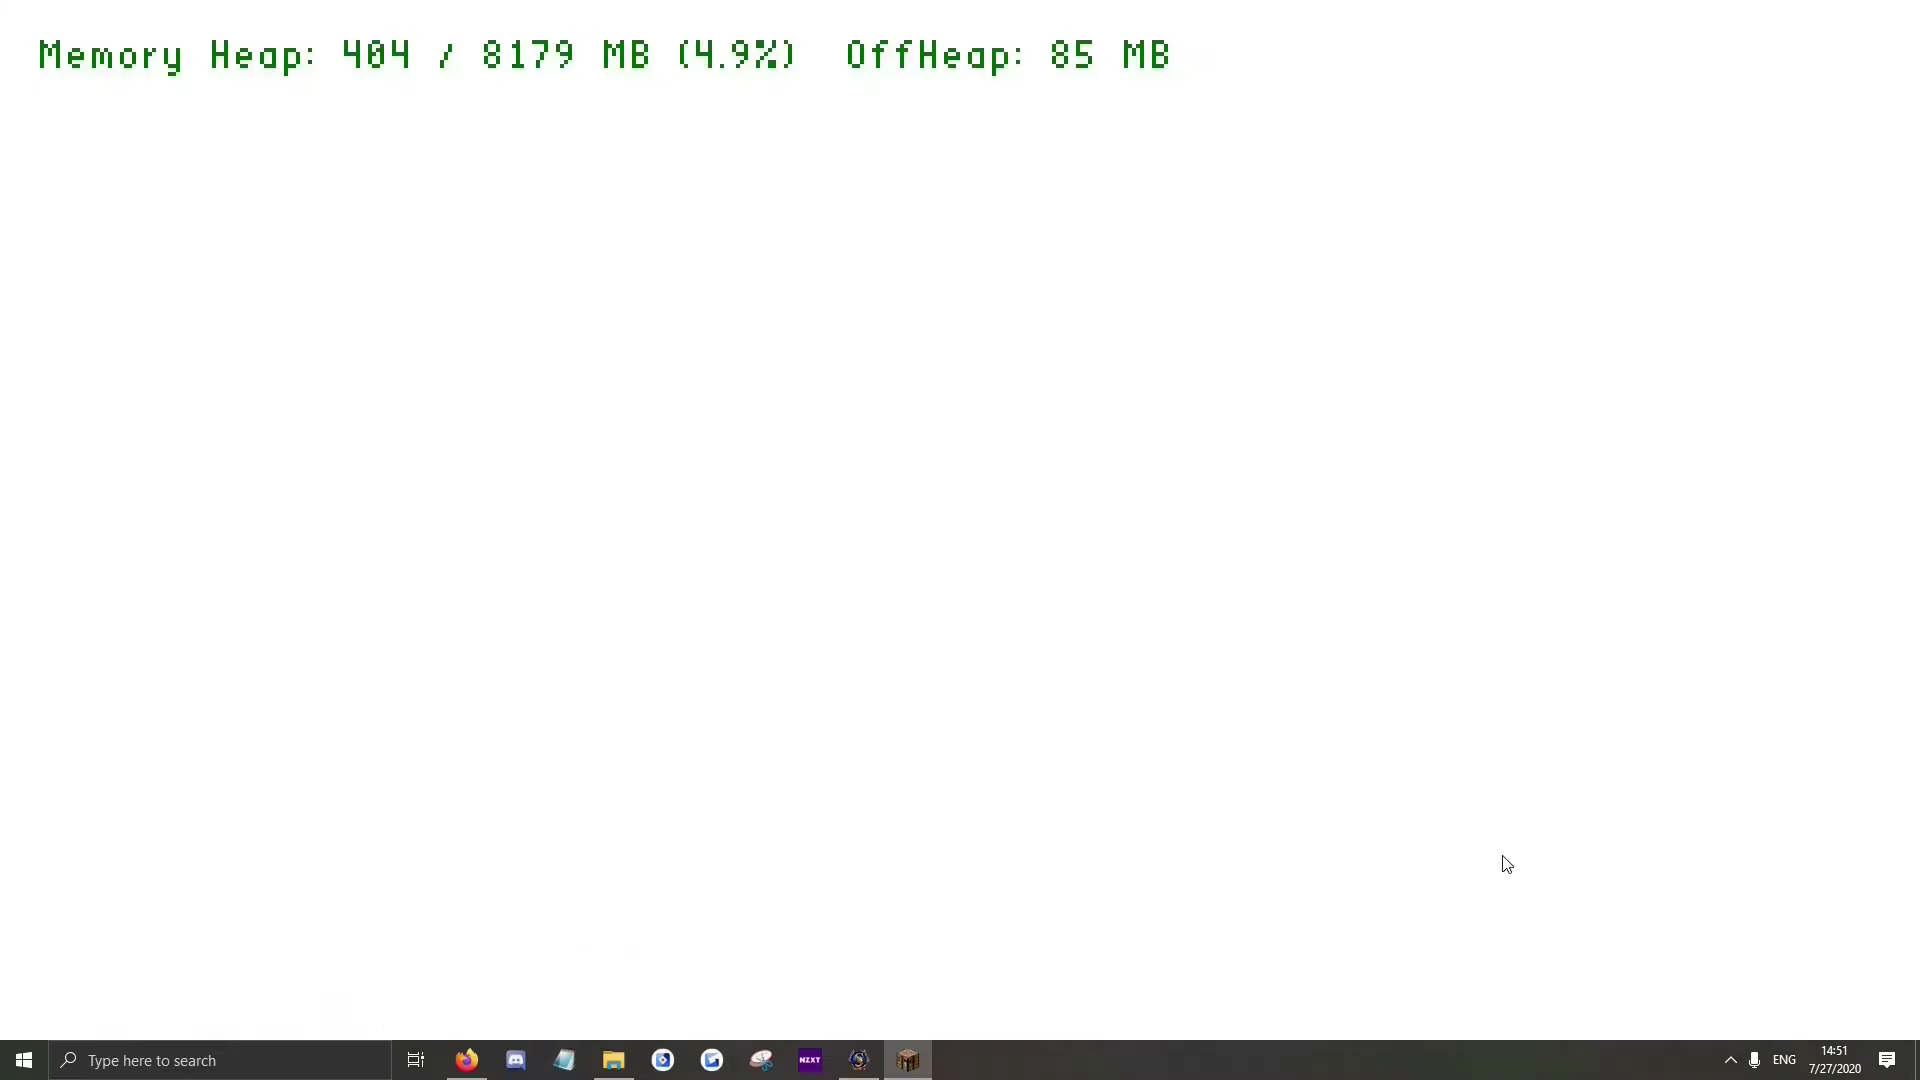 Memory Heap: 404 / 8179 MB (4.9%)  OffHeap: 85 MB
Type here to search
NZXT
ENG
14:51
7/27/2020